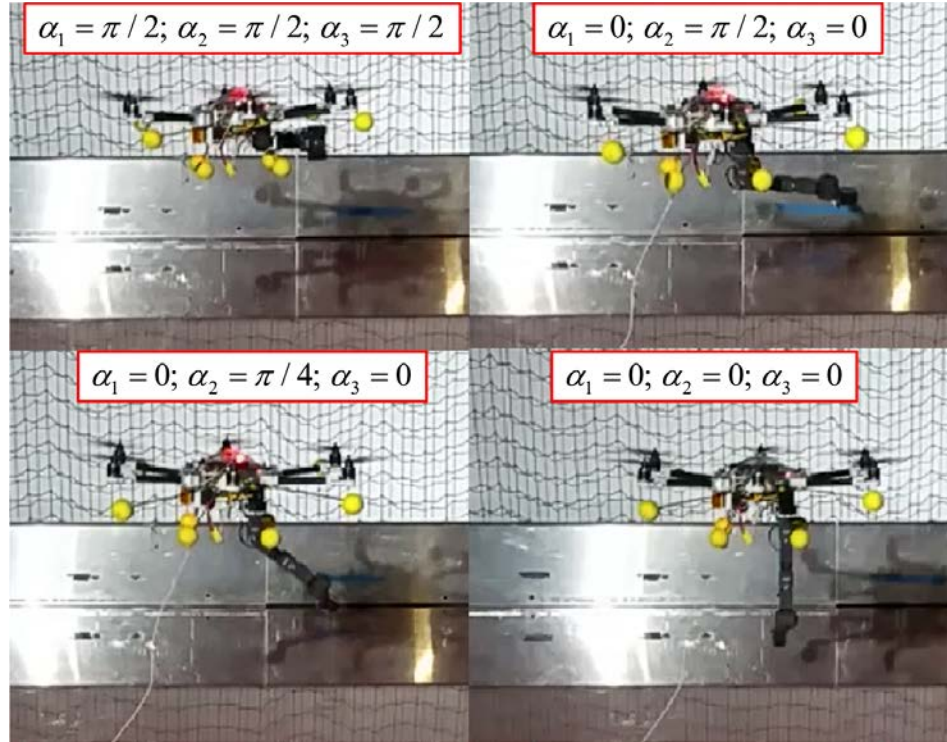 α₁ = π / 2; α₂ = π / 2; α₃ = π / 2
α₁ = 0; α₂ = π / 2; α₃ = 0
α₁ = 0; α₂ = π / 4; α₃ = 0
α₁ = 0; α₂ = 0; α₃ = 0